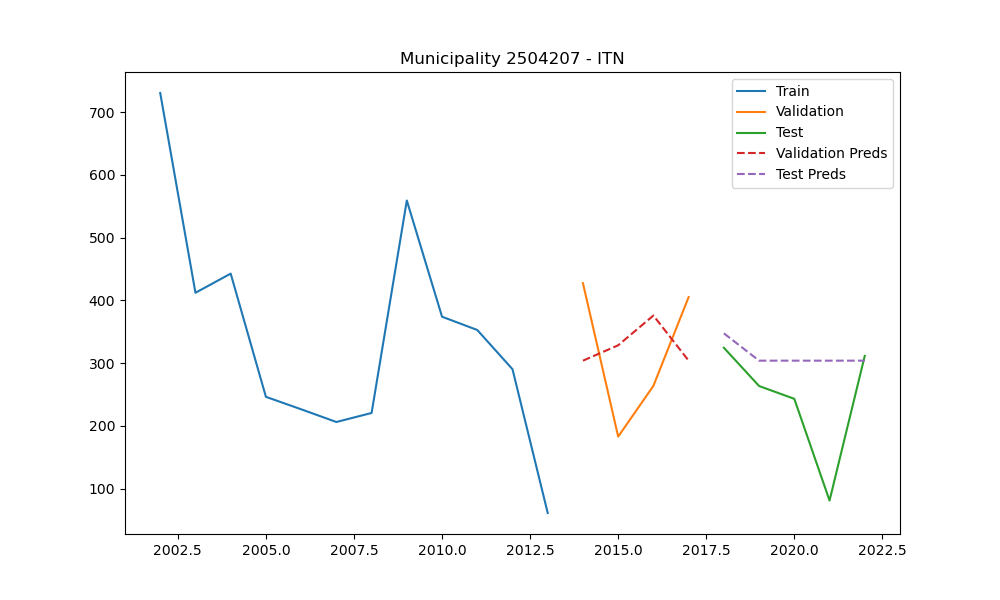 Municipality 2504207 - ITN
Train
Validation
Test
Validation Preds
Test Preds
700
600
500
400
300
200
100
2002.5 2005.0 2007.5 2010.0 2012.5 2015.0 2017.5 2020.0 2022.5